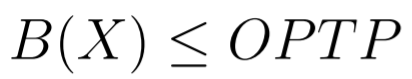 B(X) ≤ OPTP